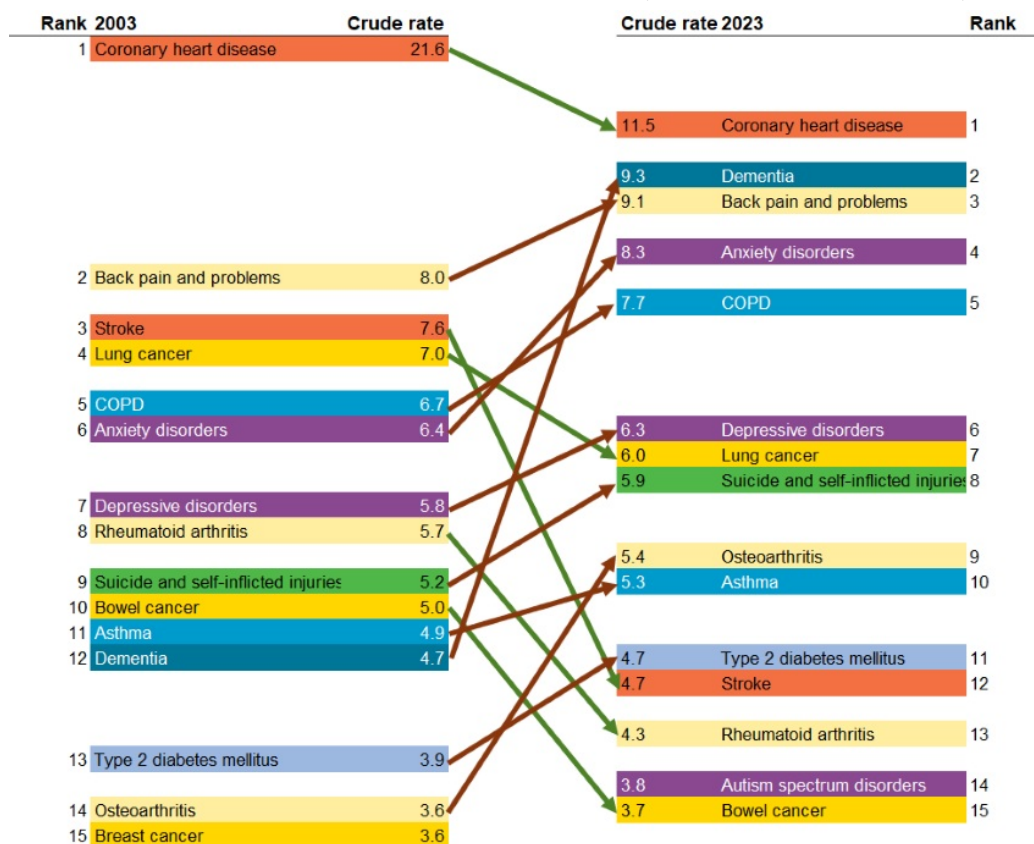 Rank 2003 Crude rate
1 Coronary heart disease 21.6
2 Back pain and problems 8.0
3 Stroke 7.6
4 Lung cancer 7.0
5 COPD 6.7
6 Anxiety disorders 6.4
7 Depressive disorders 5.8
8 Rheumatoid arthritis 5.7
9 Suicide and self-inflicted injuries 5.2
10 Bowel cancer 5.0
11 Asthma 4.9
12 Dementia 4.7
13 Type 2 diabetes mellitus 3.9
14 Osteoarthritis 3.6
15 Breast cancer 3.6
Crude rate 2023 Rank
11.5 Coronary heart disease 1
9.3 Dementia 2
9.1 Back pain and problems 3
8.3 Anxiety disorders 4
7.7 COPD 5
6.3 Depressive disorders 6
6.0 Lung cancer 7
5.9 Suicide and self-inflicted injuries 8
5.4 Osteoarthritis 9
5.3 Asthma 10
4.7 Type 2 diabetes mellitus 11
4.7 Stroke 12
4.3 Rheumatoid arthritis 13
3.8 Autism spectrum disorders 14
3.7 Bowel cancer 15